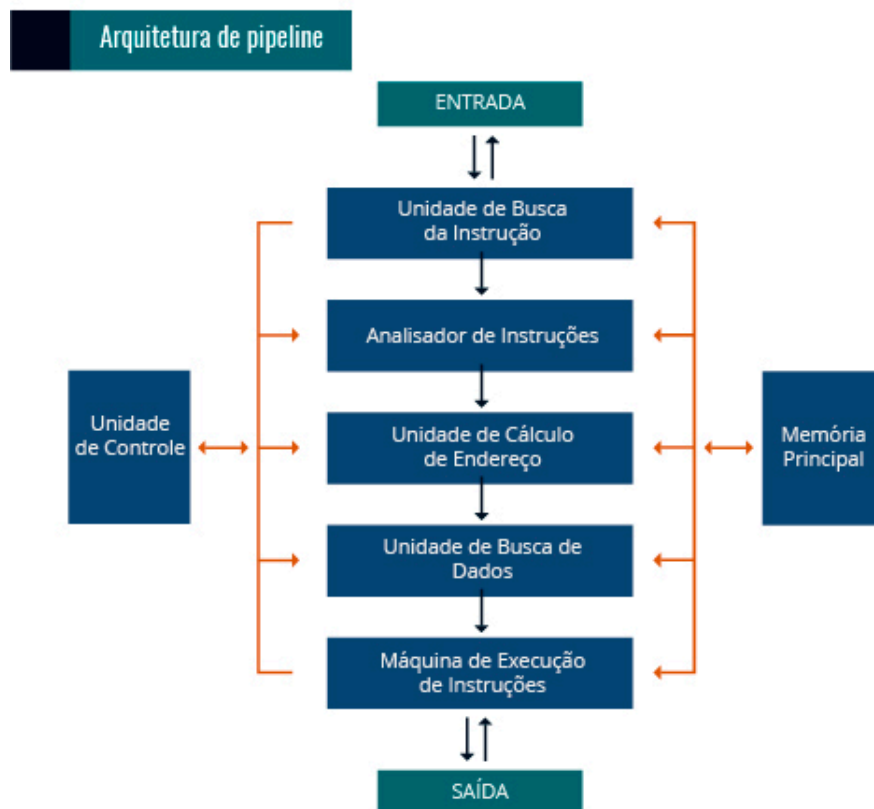 Arquitetura de pipeline
ENTRADA
Unidade de Busca
da Instrução
Analisador de Instruções
Unidade
de Controle
Unidade de Cálculo
de Endereço
Memória
Principal
Unidade de Busca de
Dados
Máquina de Execução
de Instruções
SAÍDA